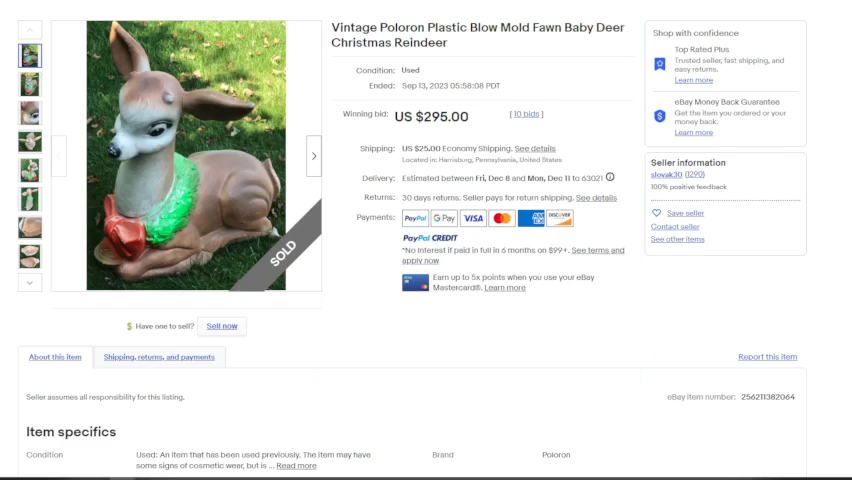 Vintage Poloron Plastic Blow Mold Fawn Baby Deer
Christmas Reindeer
Condition: Used
Ended: Sep 13, 2023 05:58:08 PDT
Winning bid: US $295.00 [ 10 bids ]
Shipping: US $25.00 Economy Shipping. See details
Located in: Harrisburg, Pennsylvania, United States
Delivery: Estimated between Fri, Dec 8 and Mon, Dec 11 to 63021
Returns: 30 days returns. Seller pays for return shipping. See details
Payments: PayPal G Pay VISA DISCOVER
PayPal CREDIT
*No Interest if paid in full in 6 months on $99+. See terms and
apply now
Earn up to 5x points when you use your eBay
Mastercard®. Learn more
Shop with confidence
Top Rated Plus
Trusted seller, fast shipping, and
easy returns.
Learn more
eBay Money Back Guarantee
Get the item you ordered or your
money back.
Learn more
Seller information
slovak30 (1290)
100% positive feedback
Save seller
Contact seller
See other items
SOLD
Have one to sell? Sell now
About this item
Shipping, returns, and payments
Report this item
Seller assumes all responsibility for this listing.
eBay item number: 256211382064
Item specifics
Condition
Used: An item that has been used previously. The item may have
some signs of cosmetic wear, but is ... Read more
Brand
Poloron